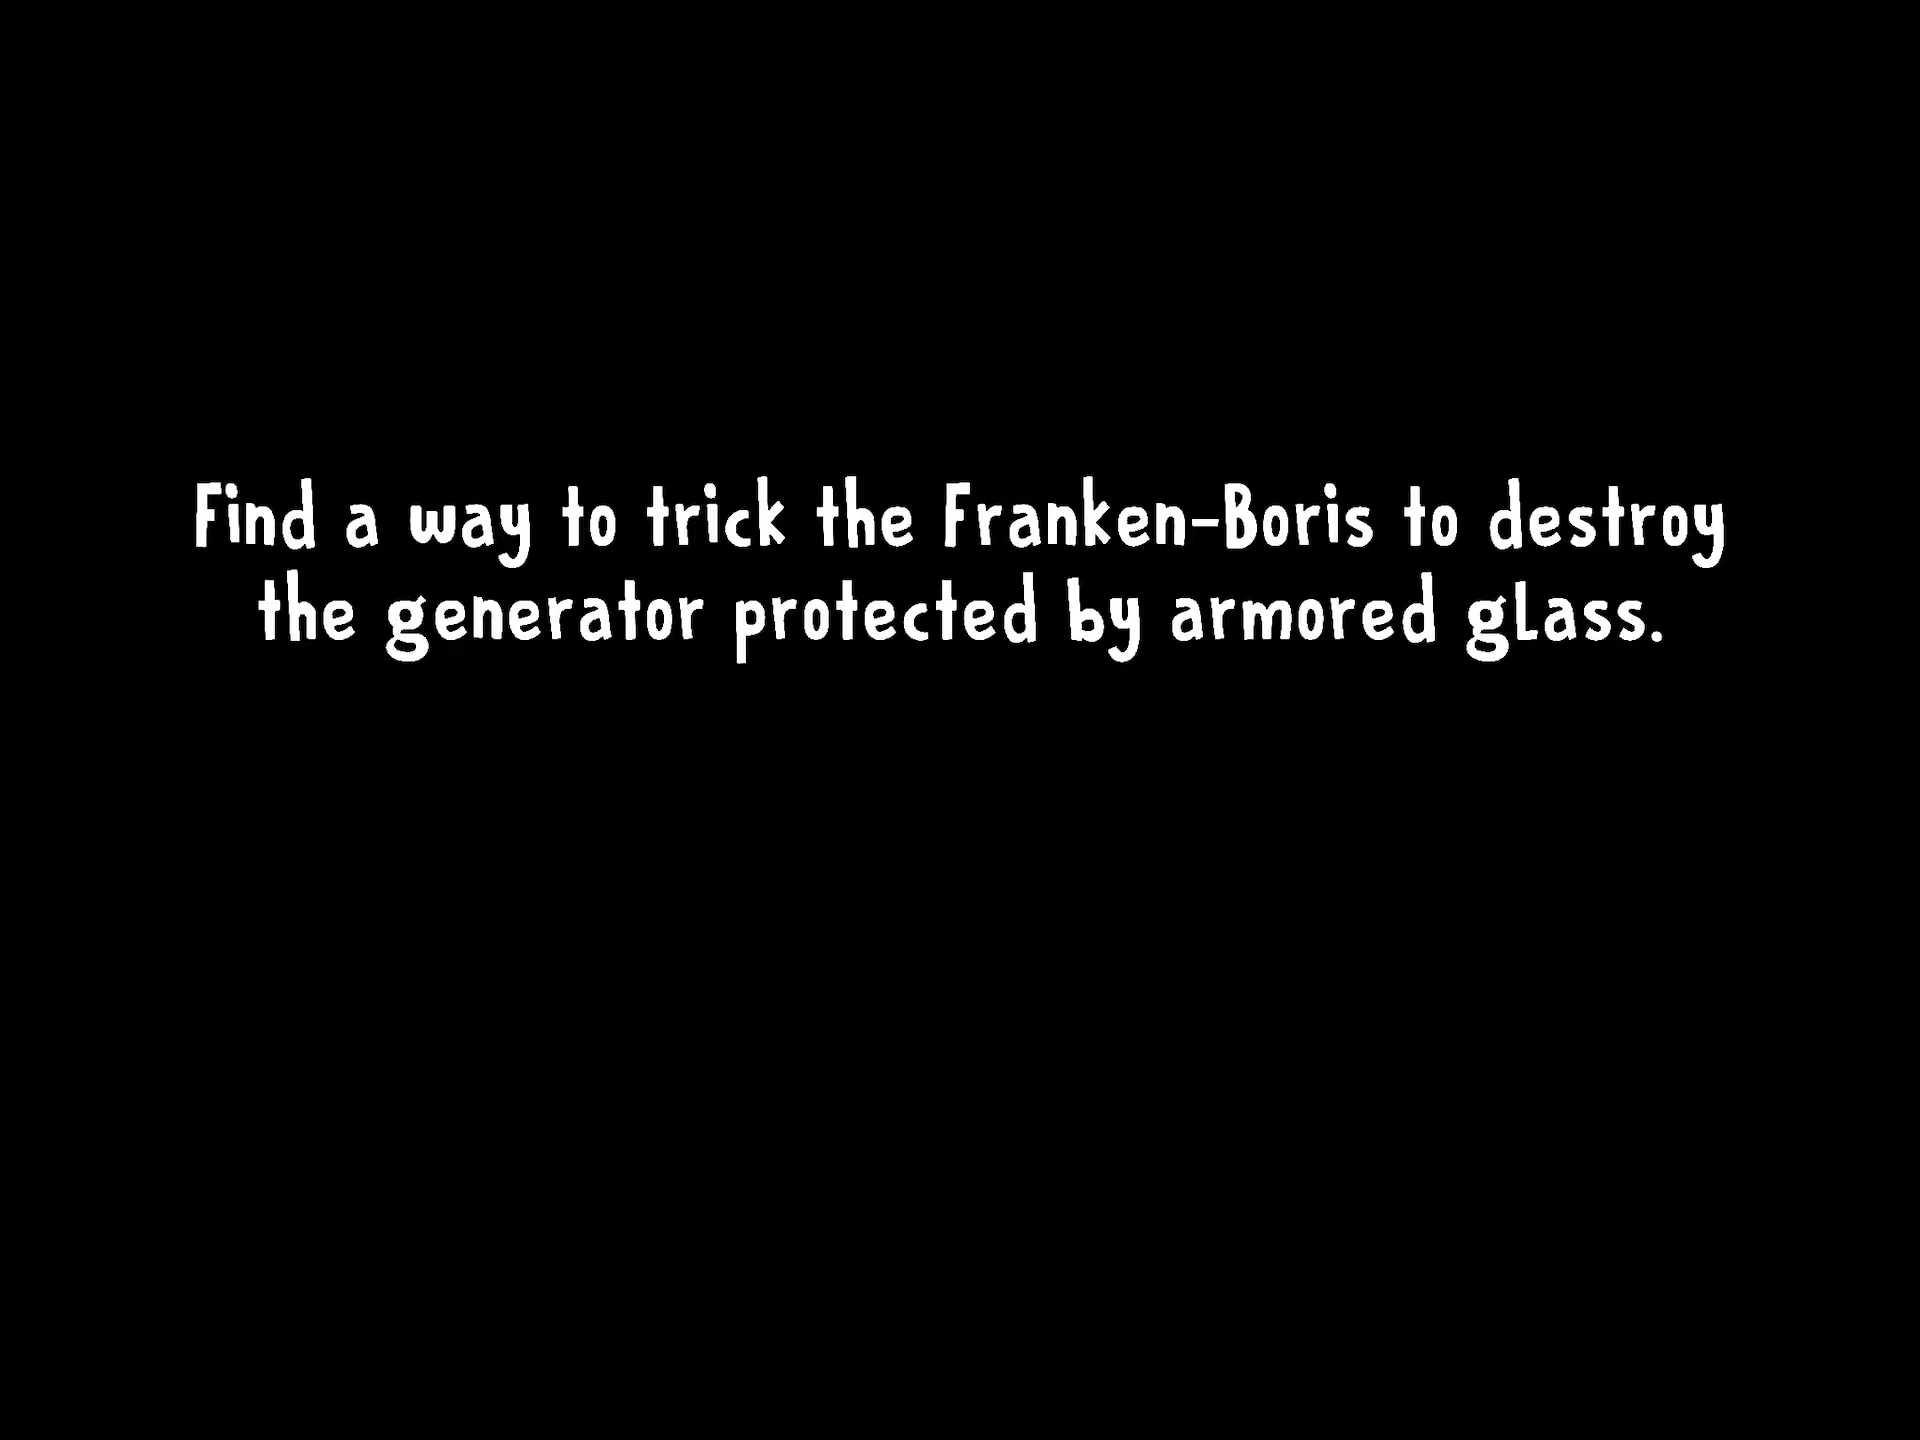 Find a way to trick the Franken-Boris to destroy
the generator protected by armored glass.